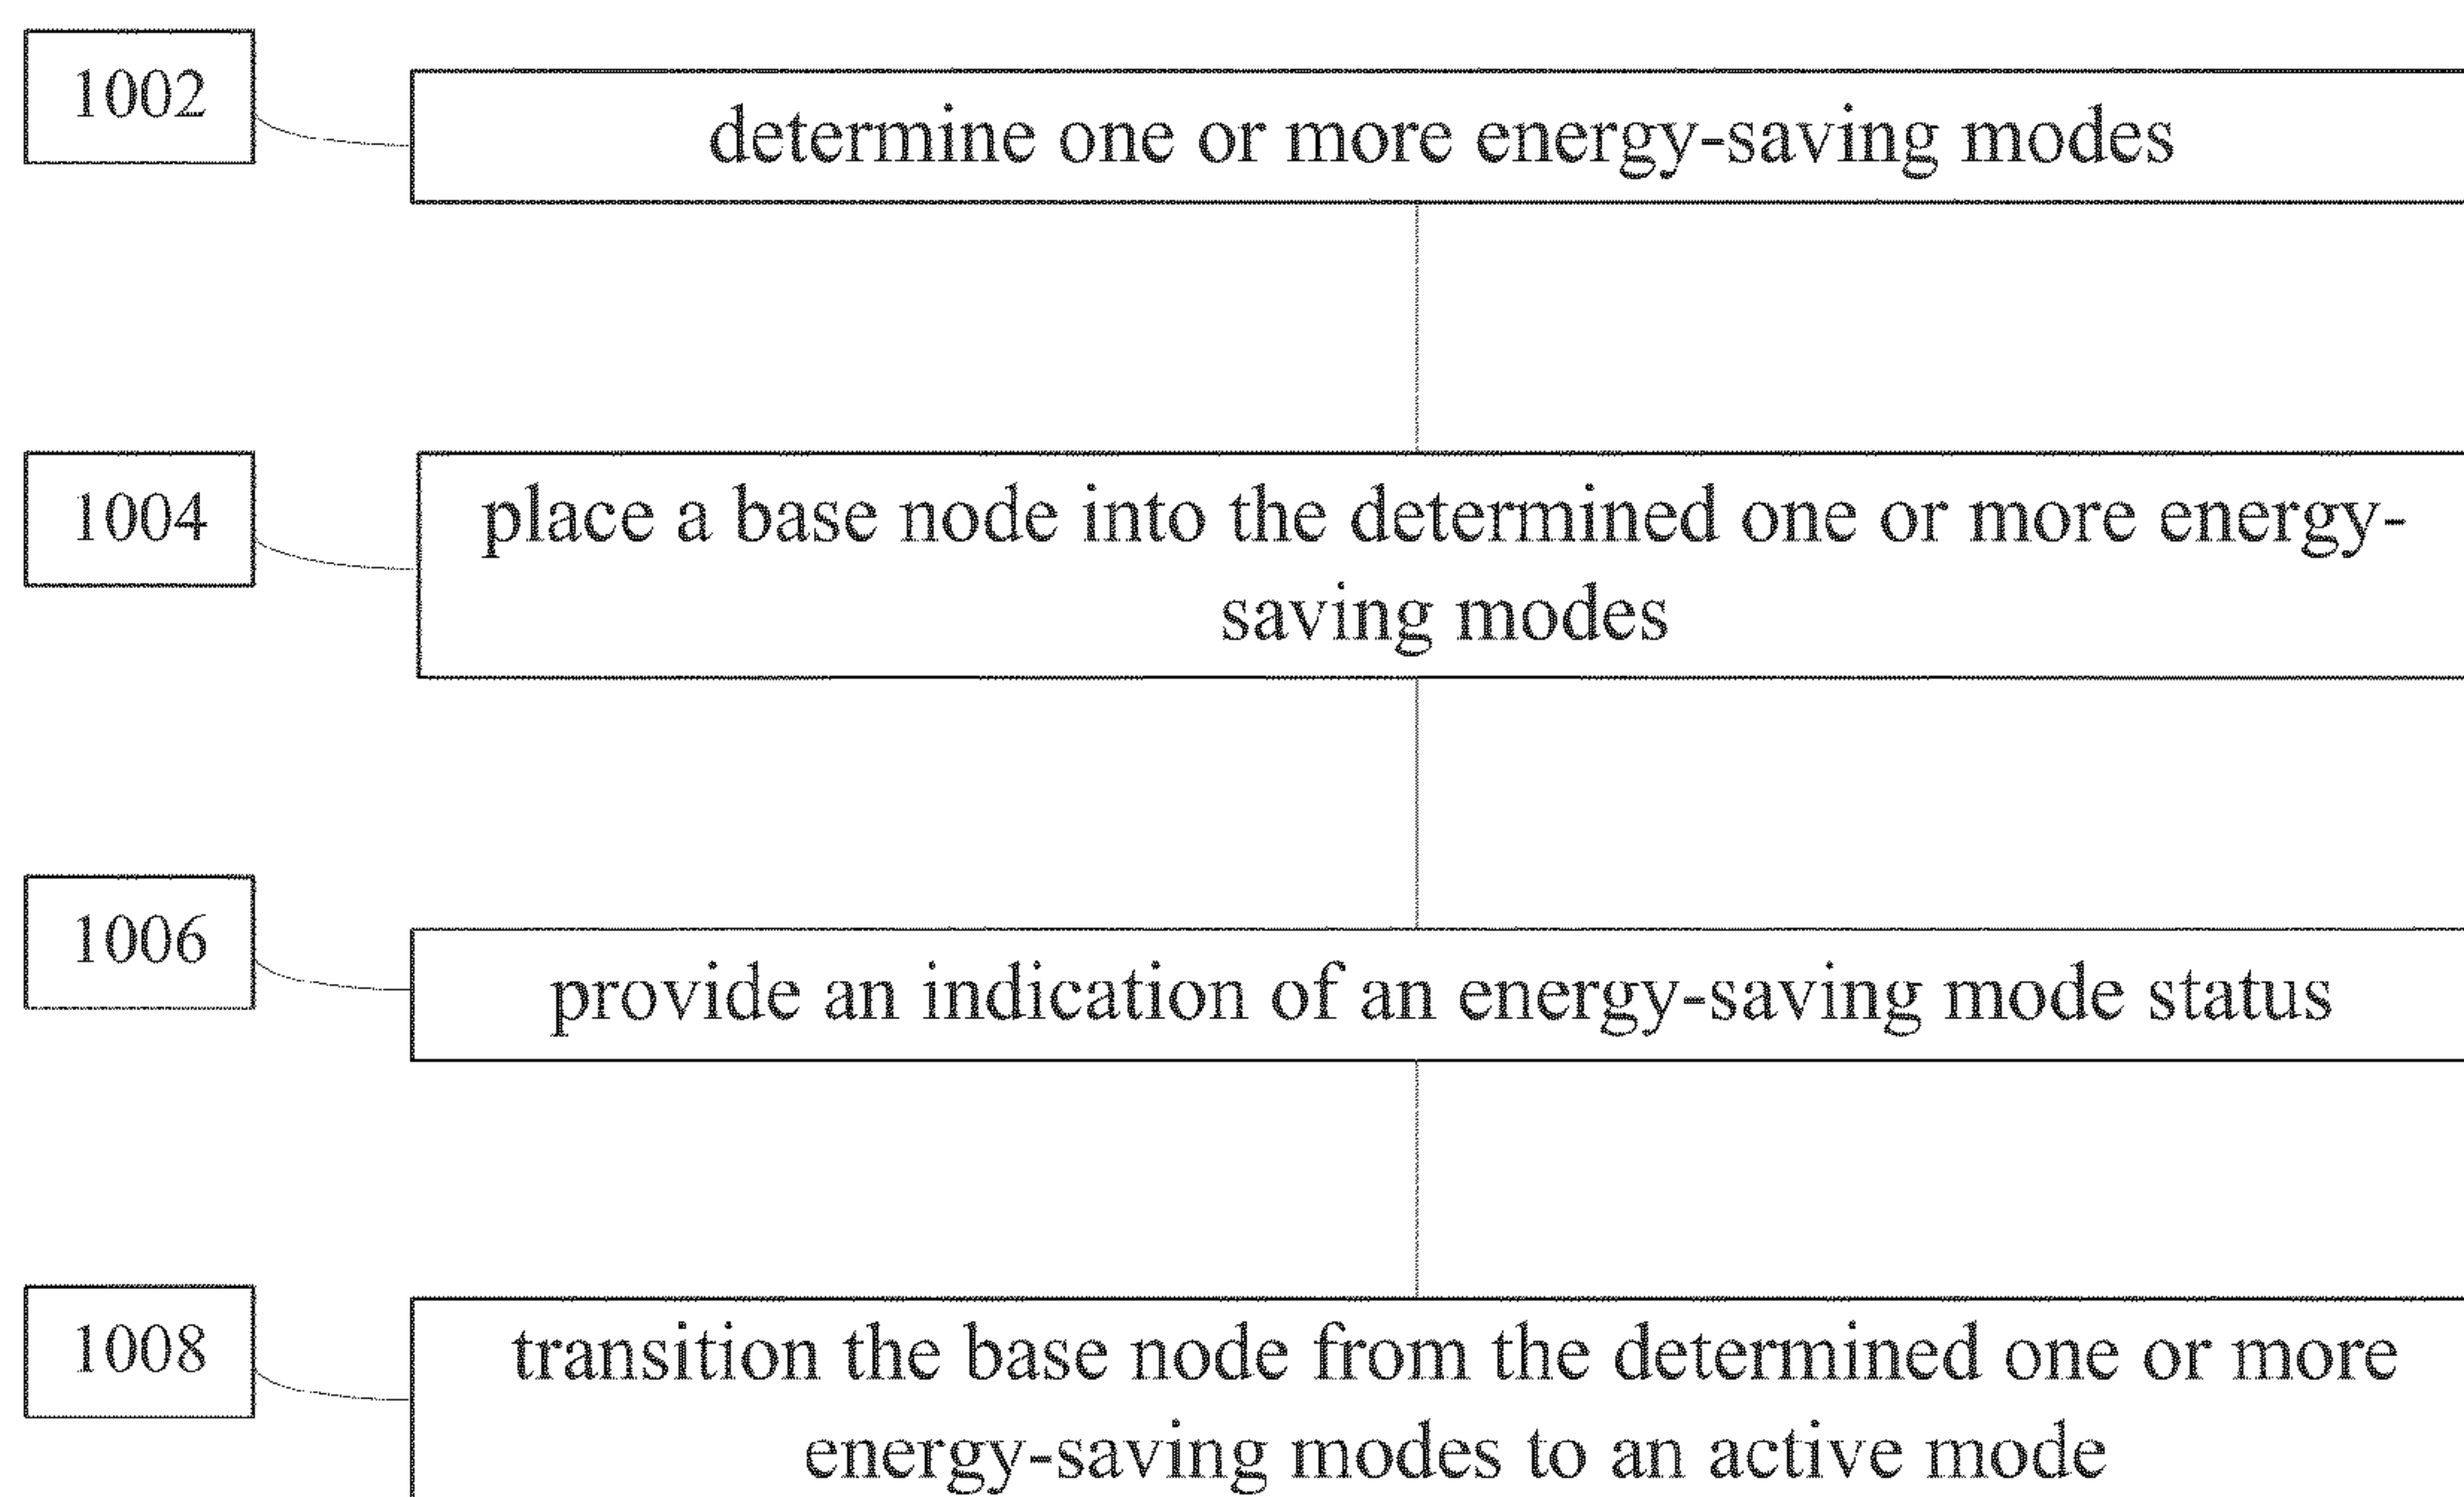 1002
determine one or more energy-saving modes
1004
place a base node into the determined one or more energy-
saving modes
1006
provide an indication of an energy-saving mode status
1008
transition the base node from the determined one or more
energy-saving modes to an active mode